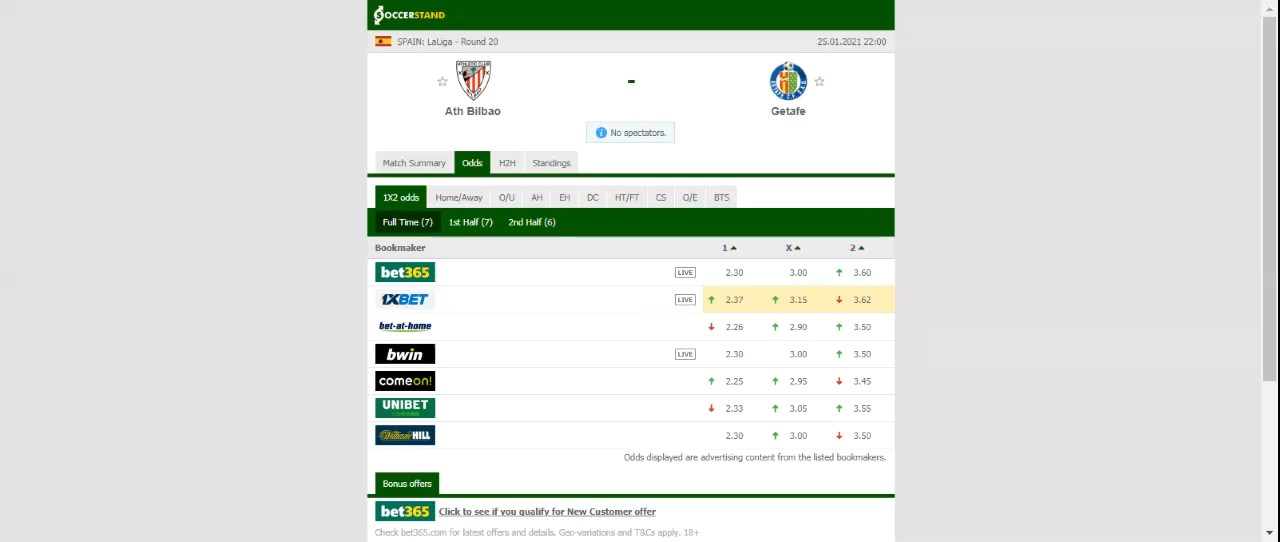 SOCCERSTAND
SPAIN: LaLiga - Round 20 25.01.2021 22:00
-
Ath Bilbao Getafe
No spectators.
Match Summary Odds H2H Standings
1X2 odds Home/Away O/U AH EH DC HT/FT CS O/E BTS
Full Time (7) 1st Half (7) 2nd Half (6)
Bookmaker 1 X 2
bet365 LIVE 2.30 3.00 3.60
1XBET LIVE 2.37 3.15 3.62
bet-at-home 2.26 2.90 3.50
bwin LIVE 2.30 3.00 3.50
comeon! 2.25 2.95 3.45
UNIBET 2.33 3.05 3.55
William HILL 2.30 3.00 3.50
Odds displayed are advertising content from the listed bookmakers.
Bonus offers
bet365 Click to see if you qualify for New Customer offer
Check bet365.com for latest offers and details. Geo-variations and T&Cs apply. 18+